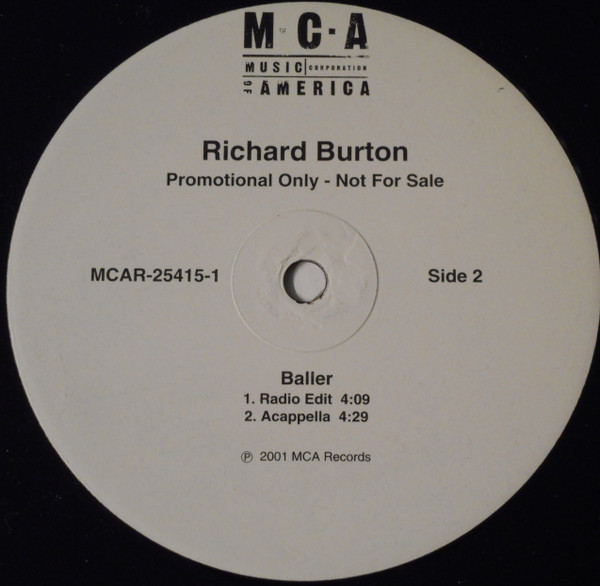 M·C·A
MUSIC CORPORATION
OF AMERICA
Richard Burton
Promotional Only - Not For Sale
MCAR-25415-1
Side 2
Baller
1. Radio Edit 4:09
2. Acappella 4:29
℗ 2001 MCA Records